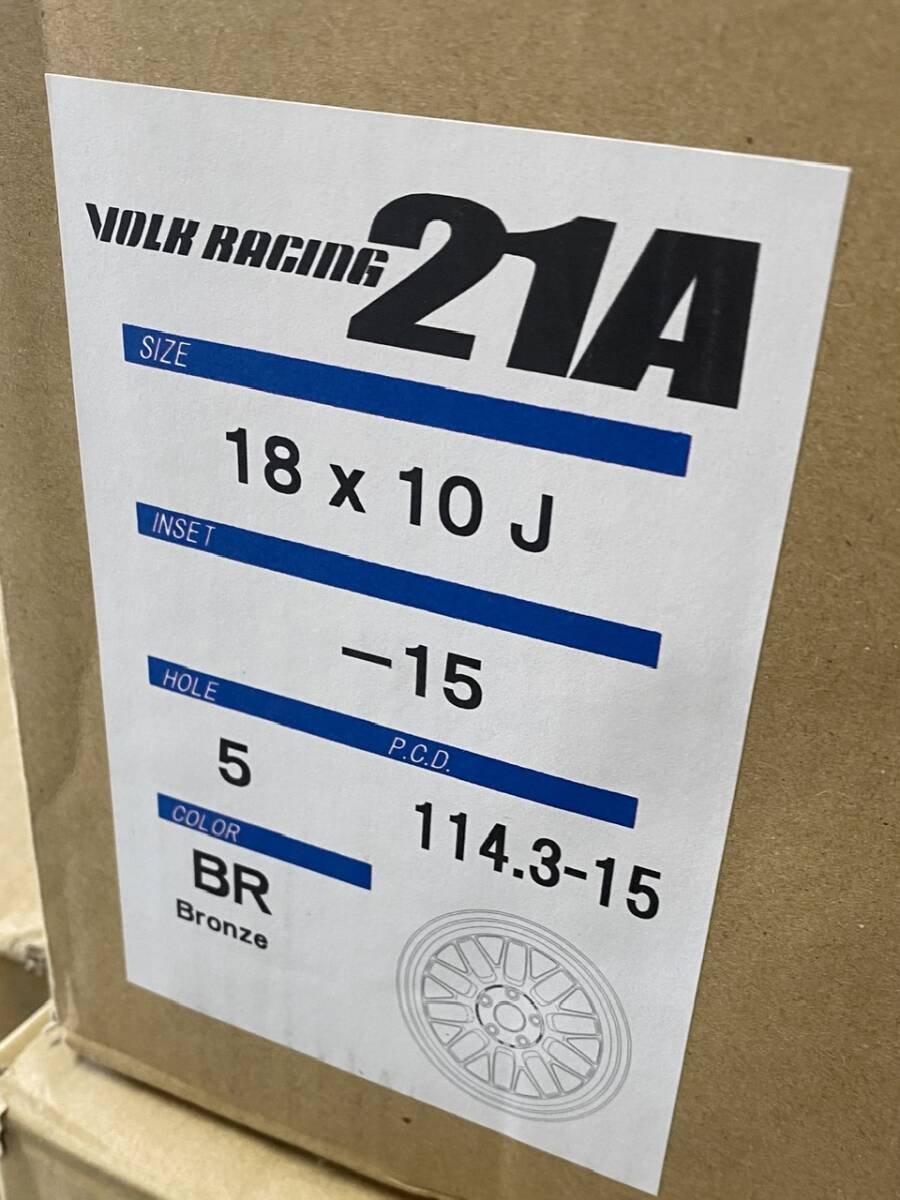 VOLK RACING 21A
SIZE
18 x 10 J
INSET
−15
HOLE P.C.D.
5 114.3-15
COLOR
BR
Bronze